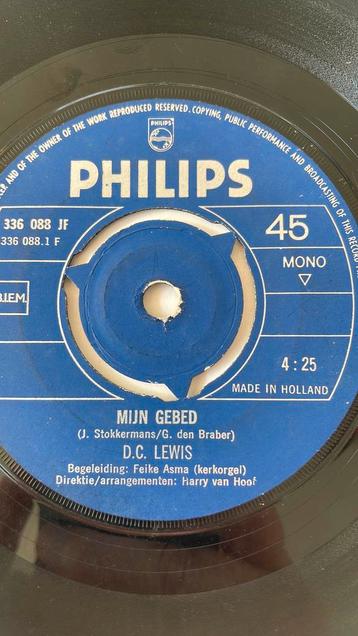 AND OF THE OWNER OF THE WORK REPRODUCED RESERVED. COPYING, PUBLIC PERFORMANCE AND BROADCASTING OF THIS RECORD
PHILIPS
PHILIPS
336 088 JF
336 088.1 F
45
MONO
B.I.E.M.
4:25
MADE IN HOLLAND
MIJN GEBED
(J. Stokkermans/G. den Braber)
D.C. LEWIS
Begeleiding: Feike Asma (kerkorgel)
Direktie/arrangementen: Harry van Hoof